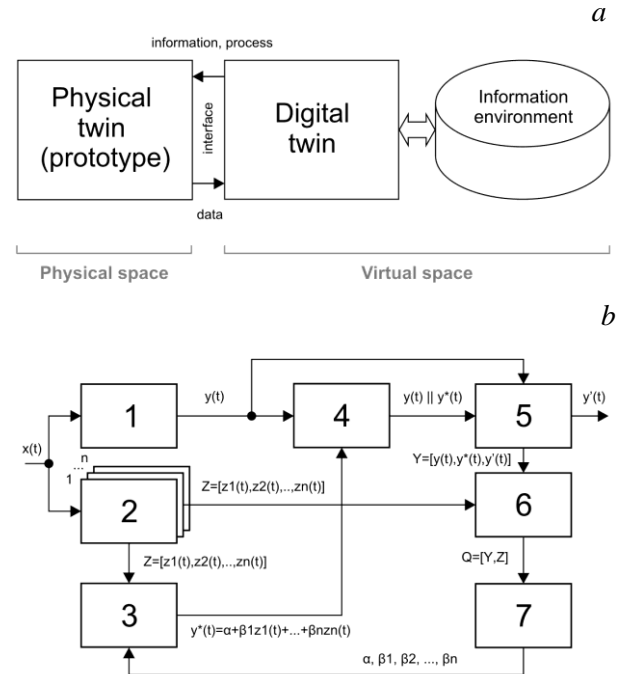 a
information, process
Physical
twin
(prototype)
interface
Digital
twin
Information
environment
data
Physical space
Virtual space
b
1
y(t)
4
y(t) || y*(t)
5
y'(t)
x(t)
1...n
2
Z=[z1(t),z2(t),..,zn(t)]
Y=[y(t),y*(t),y'(t)]
6
Z=[z1(t),z2(t),..,zn(t)]
Q=[Y,Z]
3
y*(t)=α+β1z1(t)+...+βnzn(t)
7
α, β1, β2, ..., βn